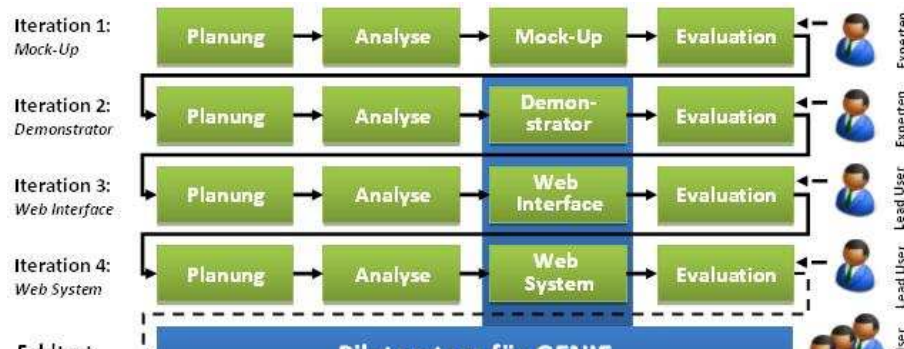 Iteration 1:
Mock-Up
Planung
Analyse
Mock-Up
Evaluation
Experten
Iteration 2:
Demonstrator
Planung
Analyse
Demon-
strator
Evaluation
Experten
Iteration 3:
Web Interface
Planung
Analyse
Web
Interface
Evaluation
Lead User
Iteration 4:
Web System
Planung
Analyse
Web
System
Evaluation
Lead User